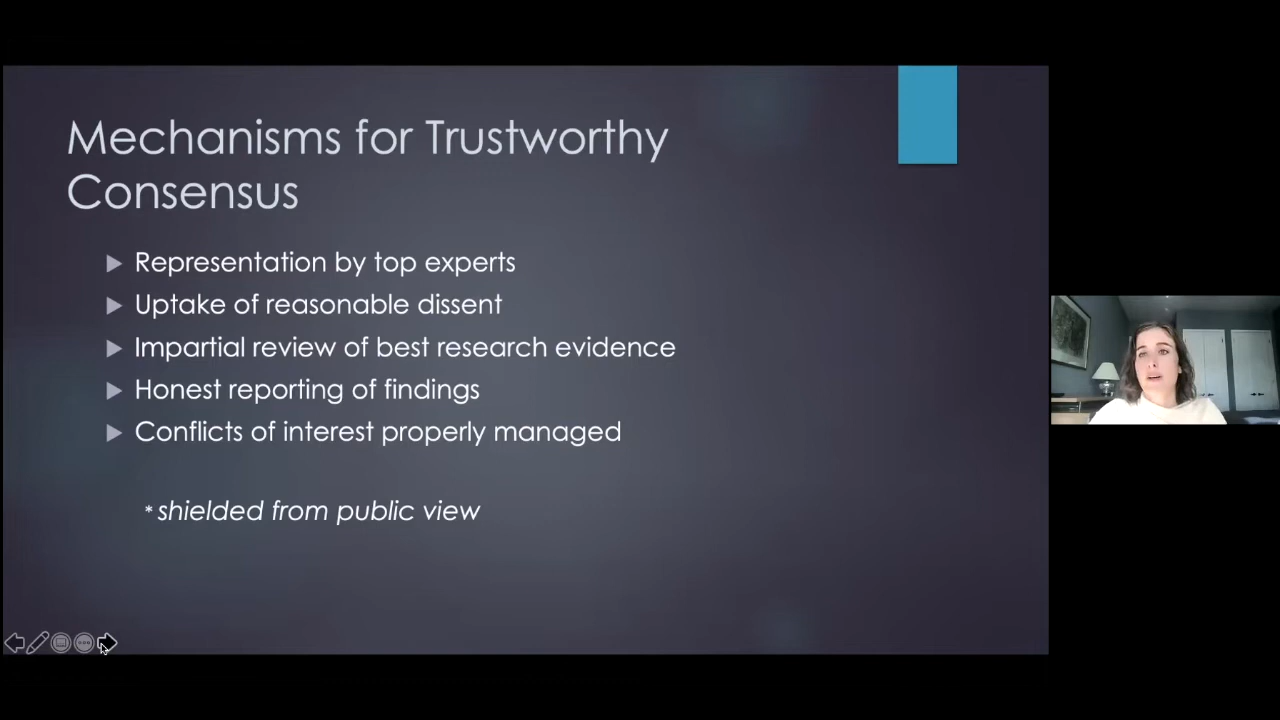 Mechanisms for Trustworthy
Consensus
Representation by top experts
Uptake of reasonable dissent
Impartial review of best research evidence
Honest reporting of findings
Conflicts of interest properly managed
*shielded from public view